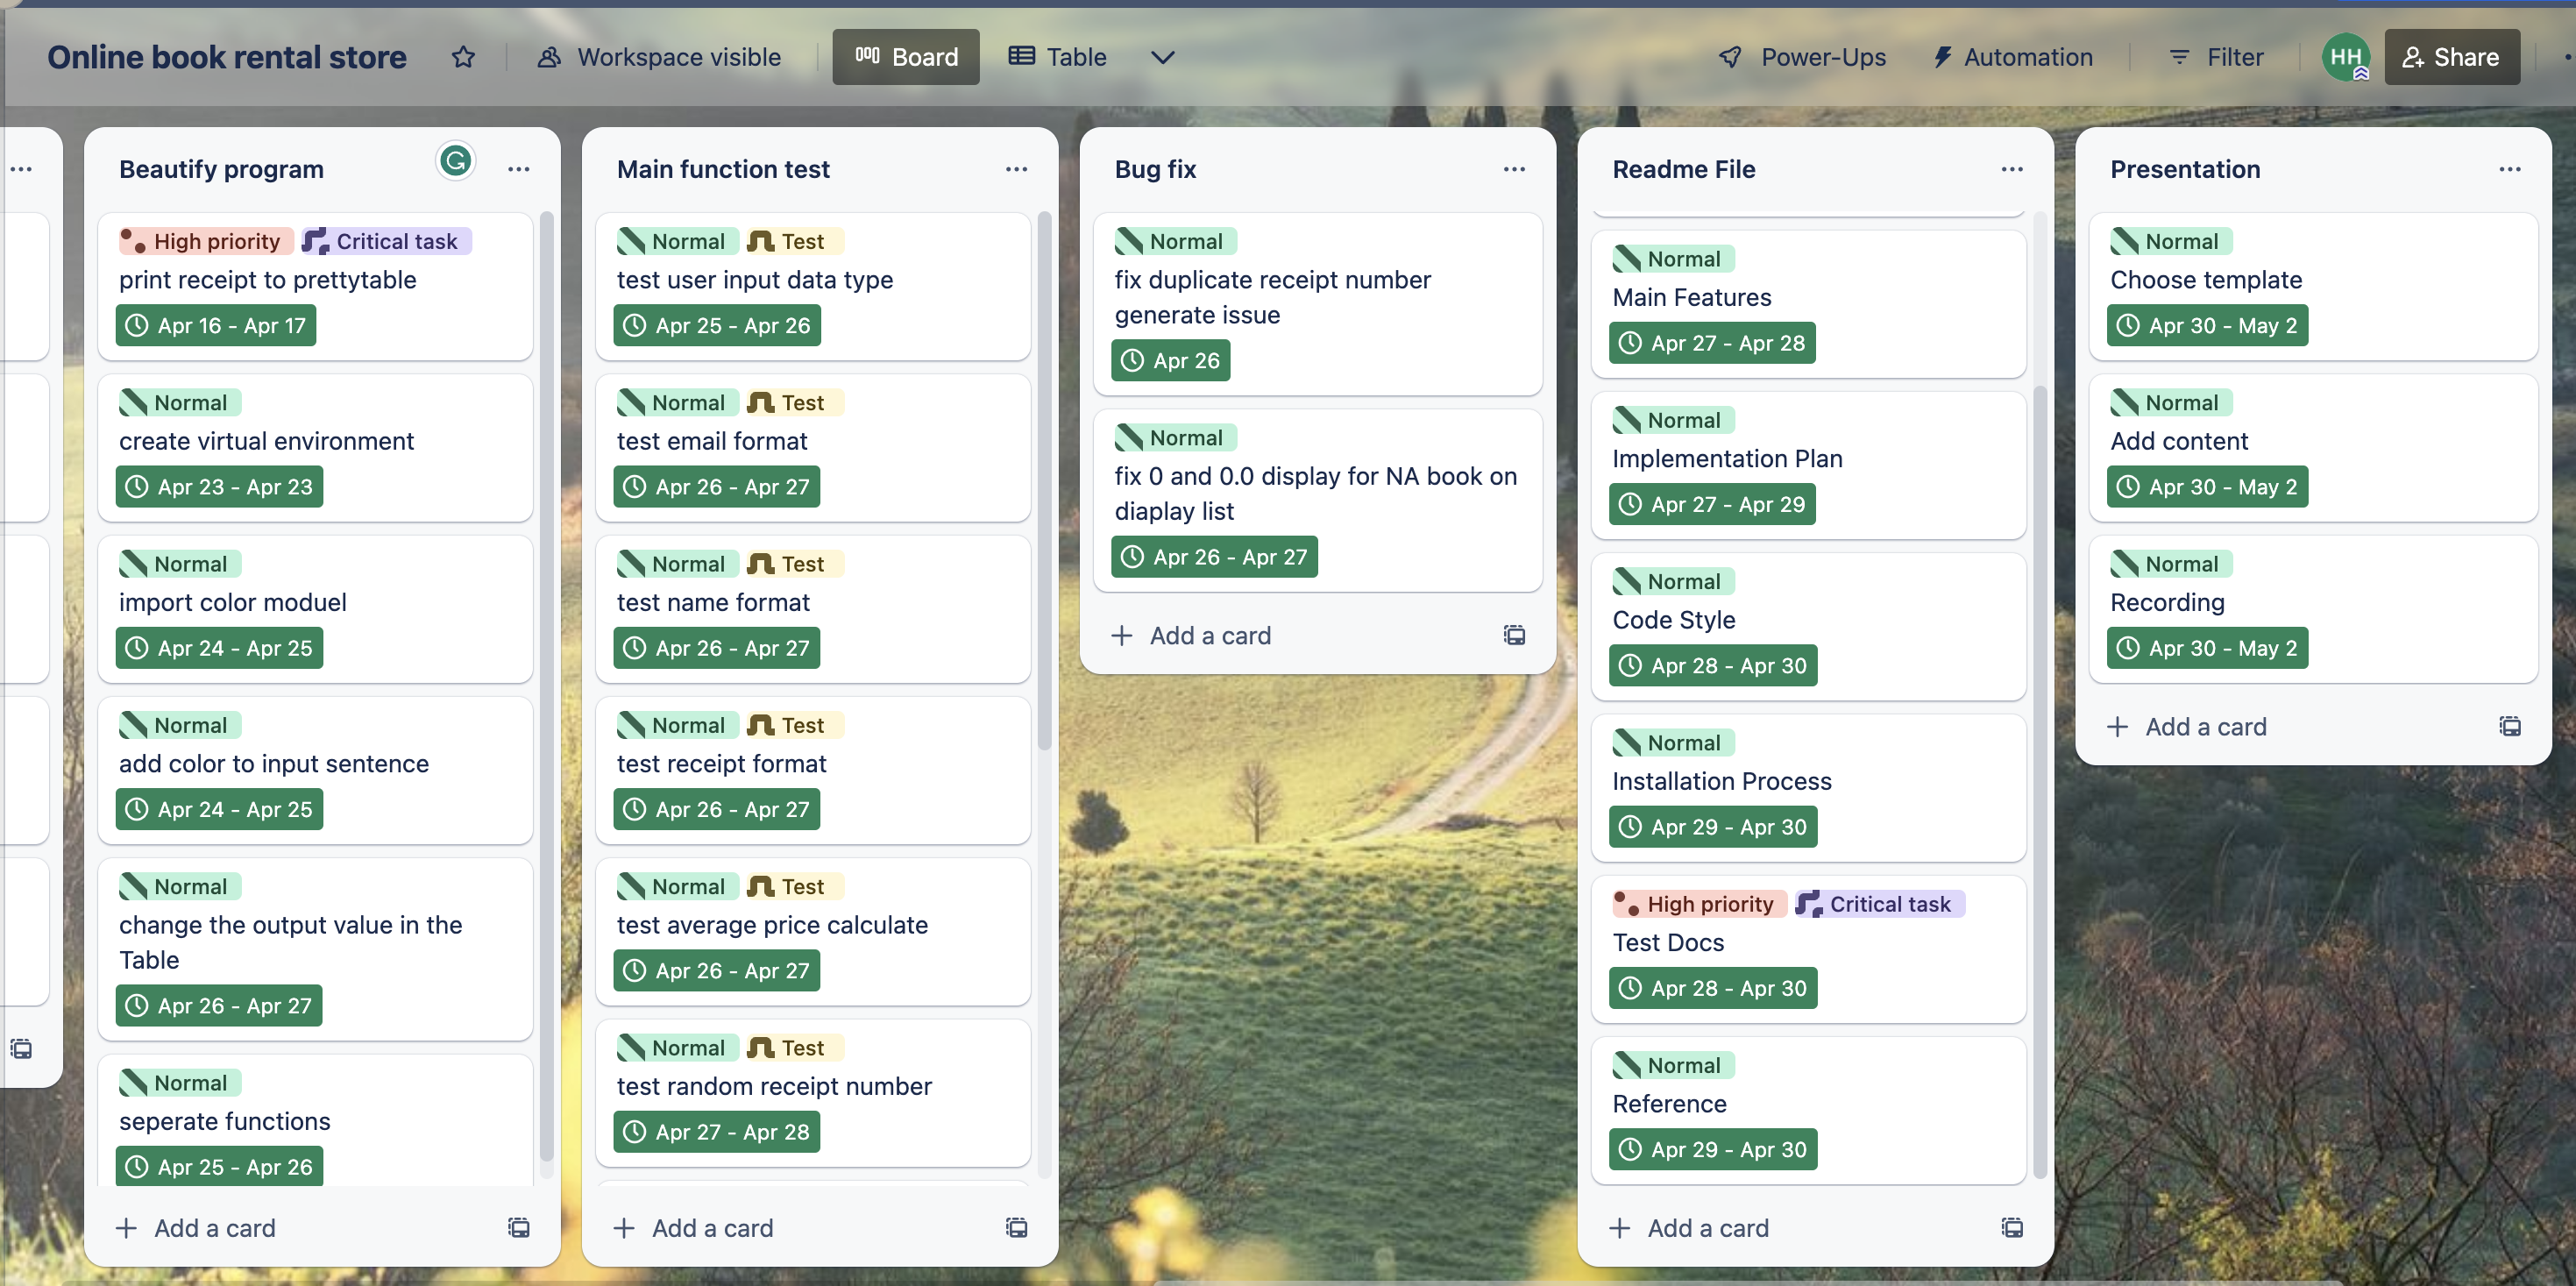 Online book rental store
Workspace visible
Board
Table
Power-Ups
Automation
Filter
HH
Share
Beautify program
High priority Critical task
print receipt to prettytable
Apr 16 - Apr 17
Normal
create virtual environment
Apr 23 - Apr 23
Normal
import color moduel
Apr 24 - Apr 25
Normal
add color to input sentence
Apr 24 - Apr 25
Normal
change the output value in the
Table
Apr 26 - Apr 27
Normal
seperate functions
Apr 25 - Apr 26
Add a card
Main function test
Normal Test
test user input data type
Apr 25 - Apr 26
Normal Test
test email format
Apr 26 - Apr 27
Normal Test
test name format
Apr 26 - Apr 27
Normal Test
test receipt format
Apr 26 - Apr 27
Normal Test
test average price calculate
Apr 26 - Apr 27
Normal Test
test random receipt number
Apr 27 - Apr 28
Add a card
Bug fix
Normal
fix duplicate receipt number
generate issue
Apr 26
Normal
fix 0 and 0.0 display for NA book on
diaplay list
Apr 26 - Apr 27
Add a card
Readme File
Normal
Main Features
Apr 27 - Apr 28
Normal
Implementation Plan
Apr 27 - Apr 29
Normal
Code Style
Apr 28 - Apr 30
Normal
Installation Process
Apr 29 - Apr 30
High priority Critical task
Test Docs
Apr 28 - Apr 30
Normal
Reference
Apr 29 - Apr 30
Add a card
Presentation
Normal
Choose template
Apr 30 - May 2
Normal
Add content
Apr 30 - May 2
Normal
Recording
Apr 30 - May 2
Add a card